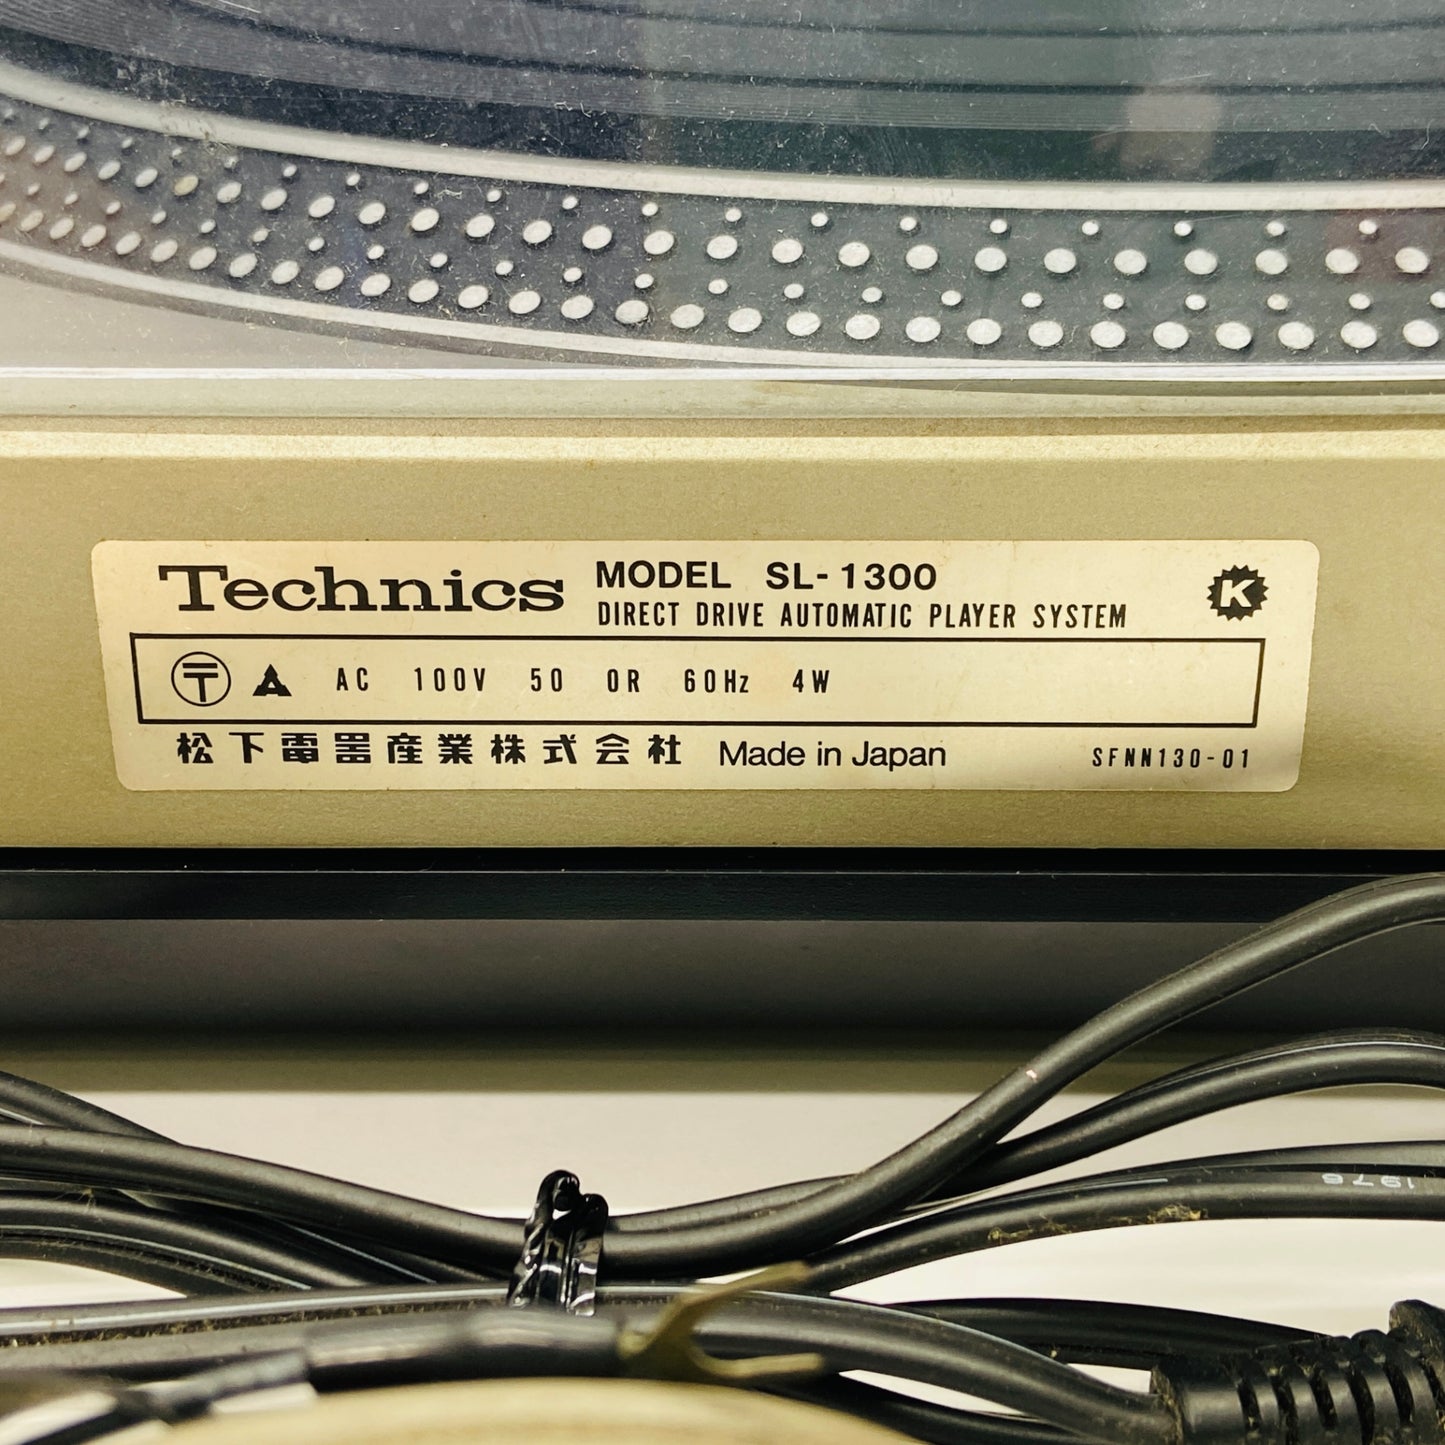 Technics MODEL SL-1300
DIRECT DRIVE AUTOMATIC PLAYER SYSTEM
K
〒 AC 100V 50 OR 60Hz 4W
松下電器産業株式会社 Made in Japan SFNN130-01
1976